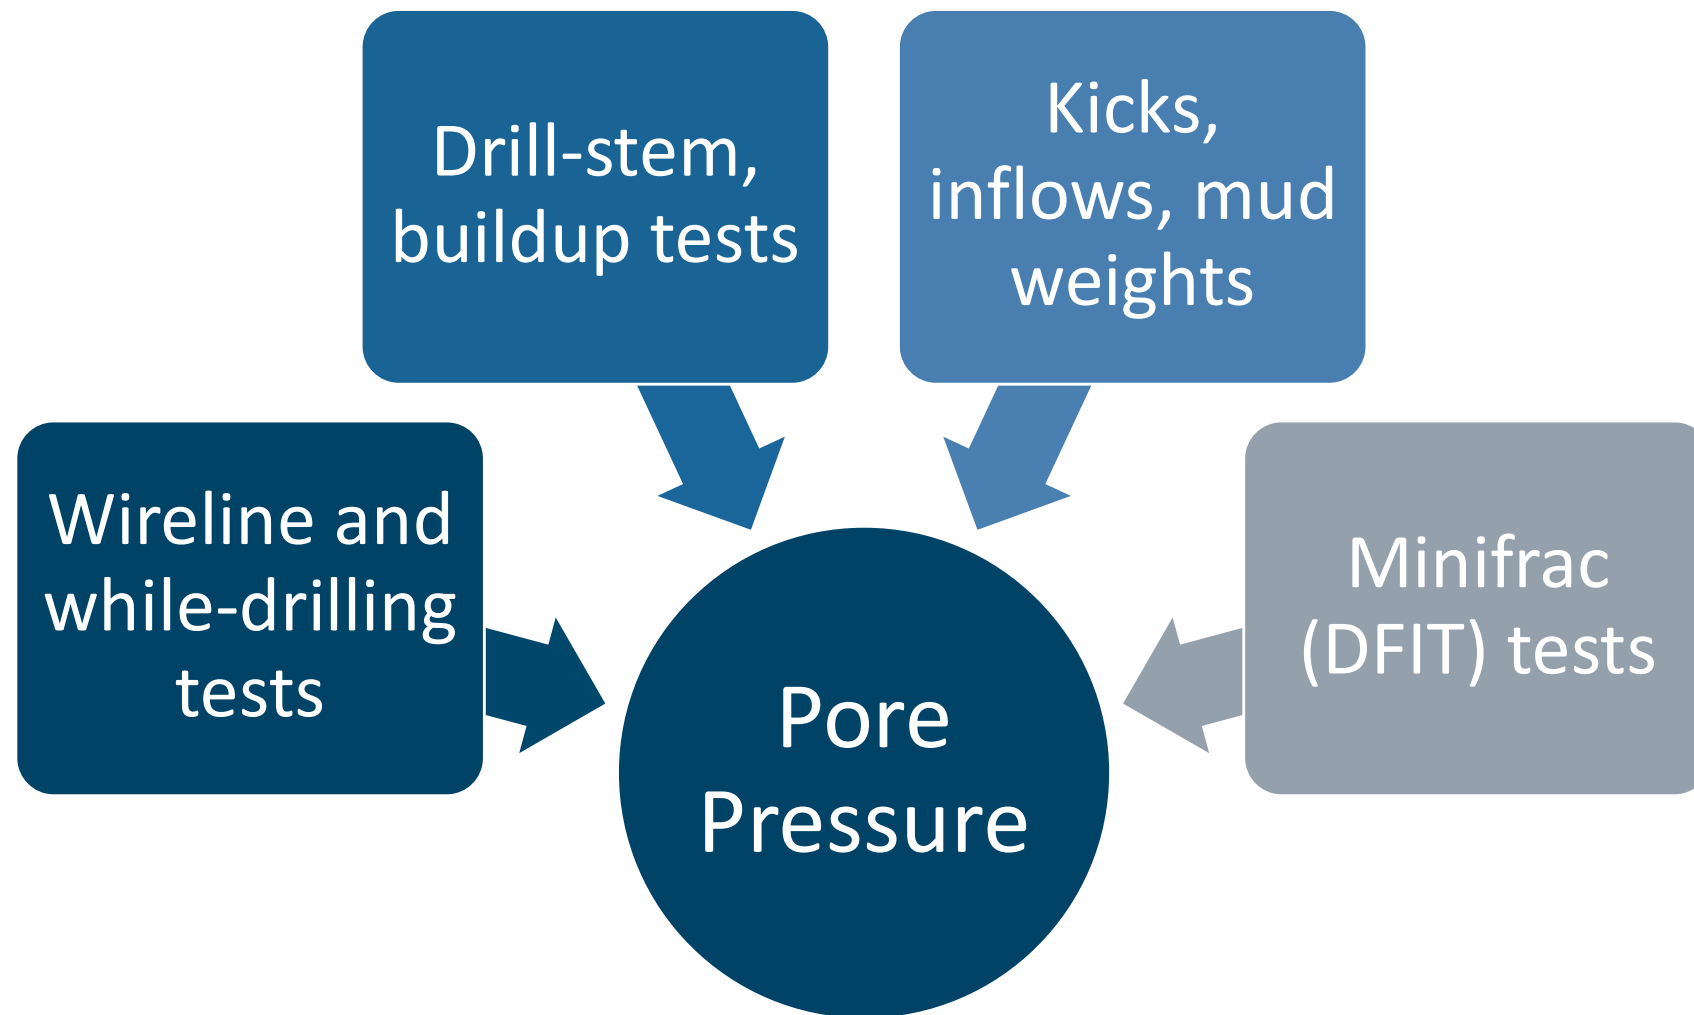 Drill-stem,
buildup tests
Kicks,
inflows, mud
weights
Wireline and
while-drilling
tests
Minifrac
(DFIT) tests
Pore
Pressure